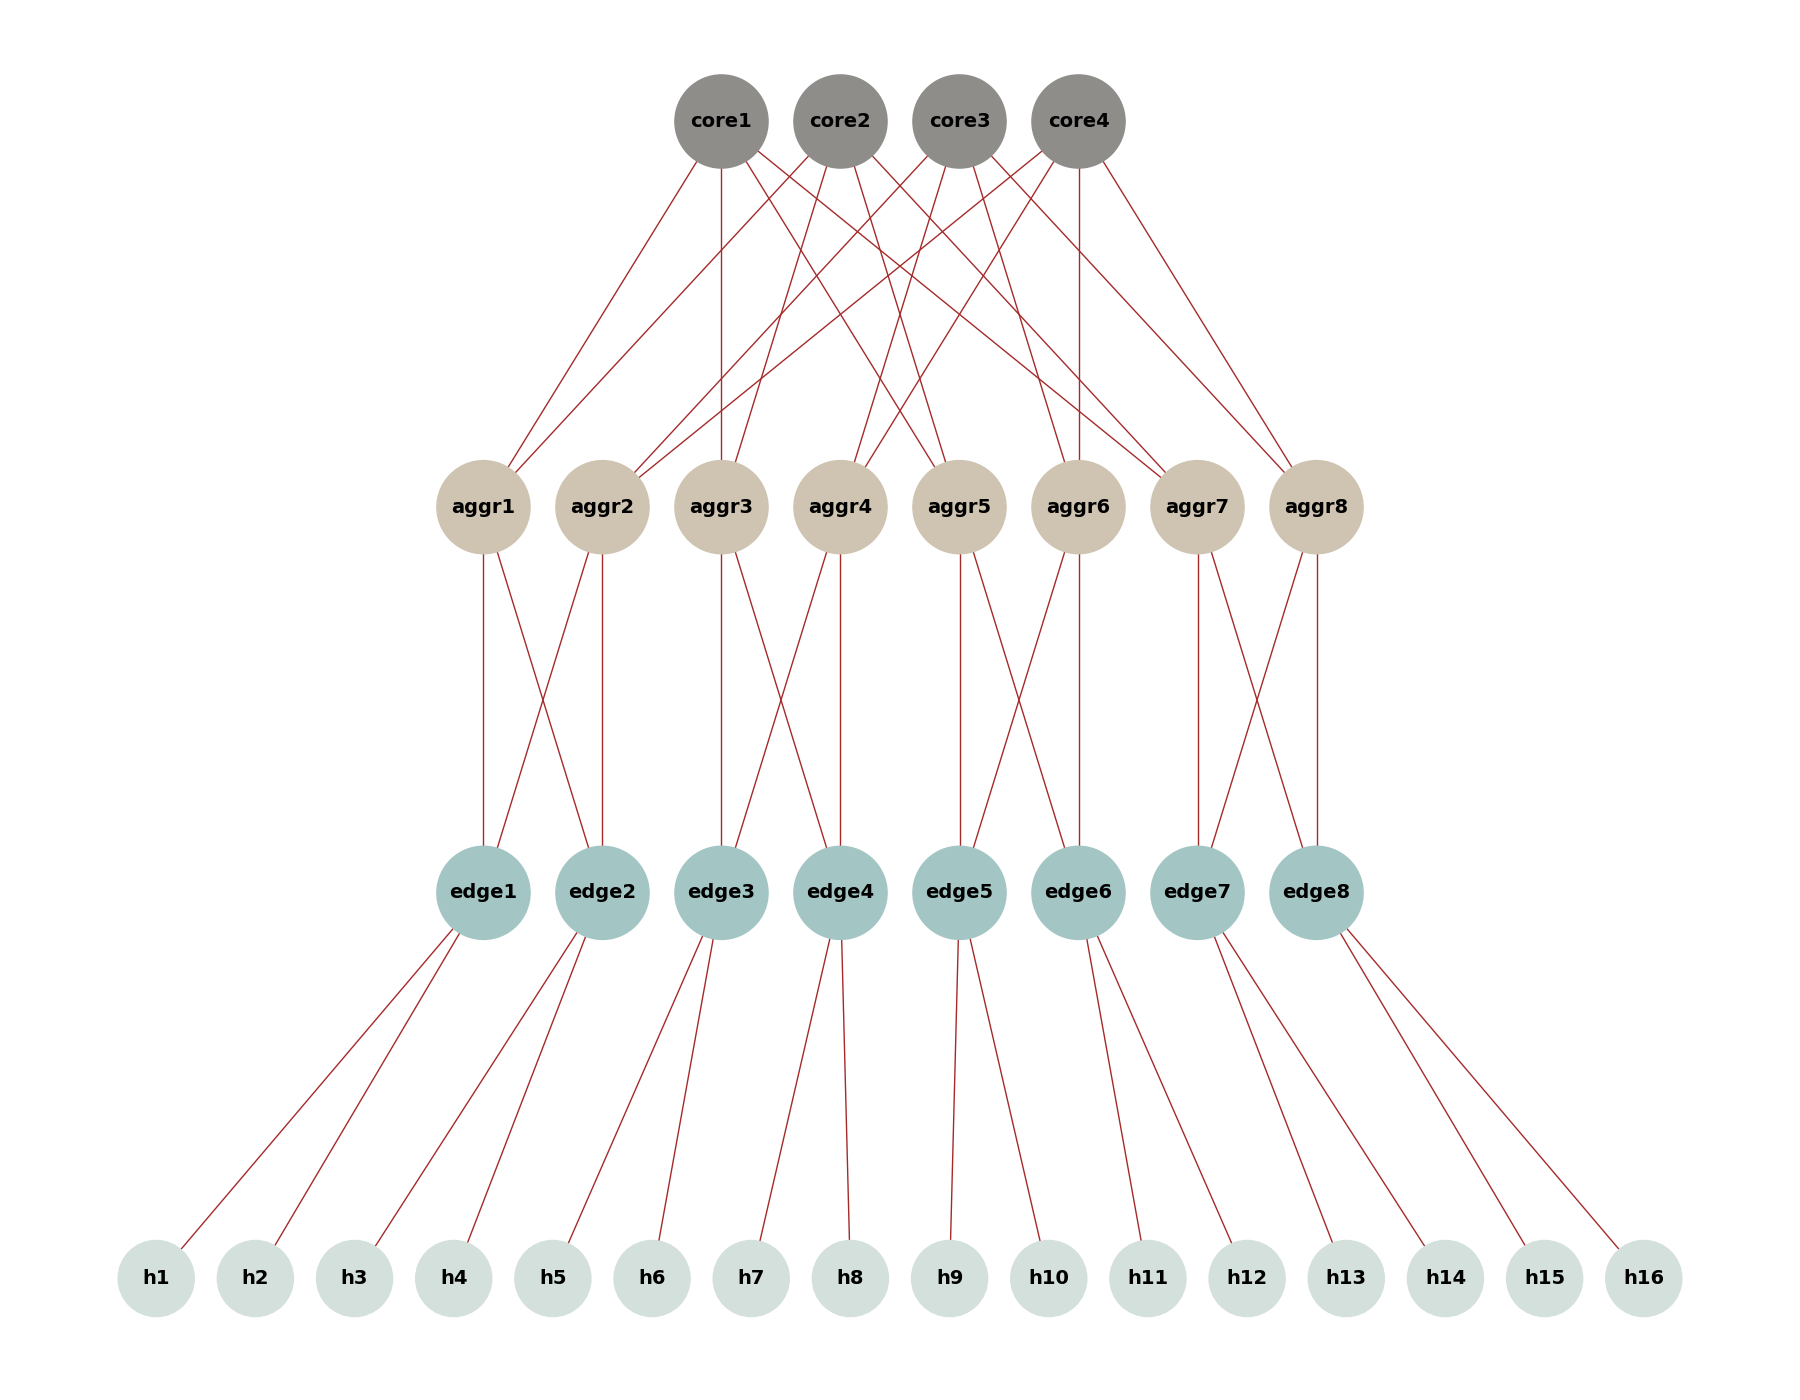 core1 core2 core3 core4
aggr1 aggr2 aggr3 aggr4 aggr5 aggr6 aggr7 aggr8
edge1 edge2 edge3 edge4 edge5 edge6 edge7 edge8
h1 h2 h3 h4 h5 h6 h7 h8 h9 h10 h11 h12 h13 h14 h15 h16